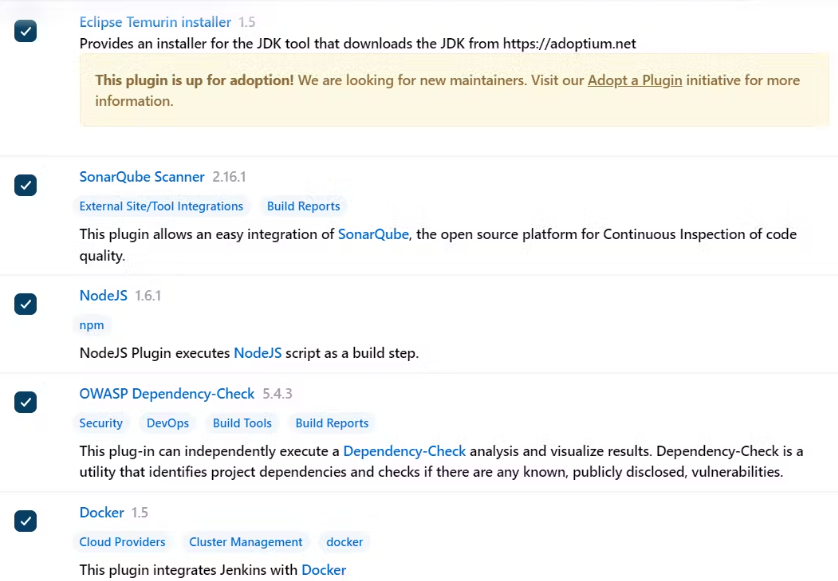 Eclipse Temurin installer 1.5
Provides an installer for the JDK tool that downloads the JDK from https://adoptium.net
This plugin is up for adoption! We are looking for new maintainers. Visit our Adopt a Plugin initiative for more
information.
SonarQube Scanner 2.16.1
External Site/Tool Integrations Build Reports
This plugin allows an easy integration of SonarQube, the open source platform for Continuous Inspection of code
quality.
NodeJS 1.6.1
npm
NodeJS Plugin executes NodeJS script as a build step.
OWASP Dependency-Check 5.4.3
Security DevOps Build Tools Build Reports
This plug-in can independently execute a Dependency-Check analysis and visualize results. Dependency-Check is a
utility that identifies project dependencies and checks if there are any known, publicly disclosed, vulnerabilities.
Docker 1.5
Cloud Providers Cluster Management docker
This plugin integrates Jenkins with Docker